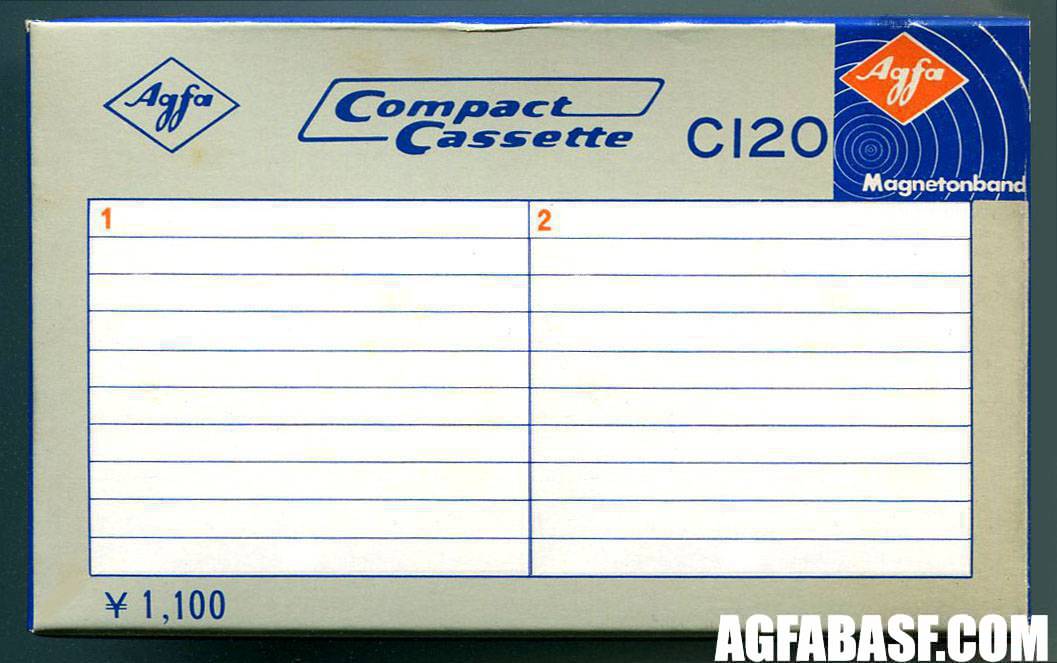 Agfa
Compact
Cassette
C120
Agfa
Magnetonband
1
2
¥ 1,100
AGFABASF.COM